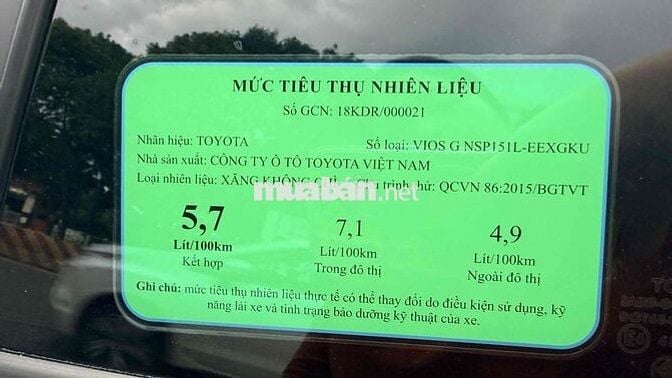 MỨC TIÊU THỤ NHIÊN LIỆU
Số GCN: 18KDR/000021
Nhãn hiệu: TOYOTA Số loại: VIOS G NSP151L-EEXGKU
Nhà sản xuất: CÔNG TY Ô TÔ TOYOTA VIỆT NAM
Loại nhiên liệu: XĂNG KHÔNG trình thử: QCVN 86:2015/BGTVT
muaban.net
5,7 7,1 4,9
Lít/100km Lít/100km Lít/100km
Kết hợp Trong đô thị Ngoài đô thị
Ghi chú: mức tiêu thụ nhiên liệu thực tế có thể thay đổi do điều kiện sử dụng, kỹ
năng lái xe và tình trạng bảo dưỡng kỹ thuật của xe.